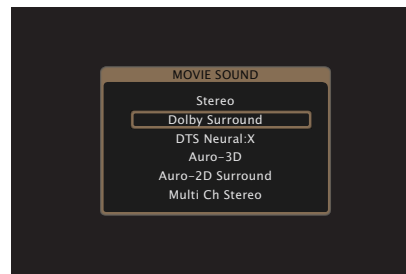 MOVIE SOUND
Stereo
Dolby Surround
DTS Neural:X
Auro-3D
Auro-2D Surround
Multi Ch Stereo